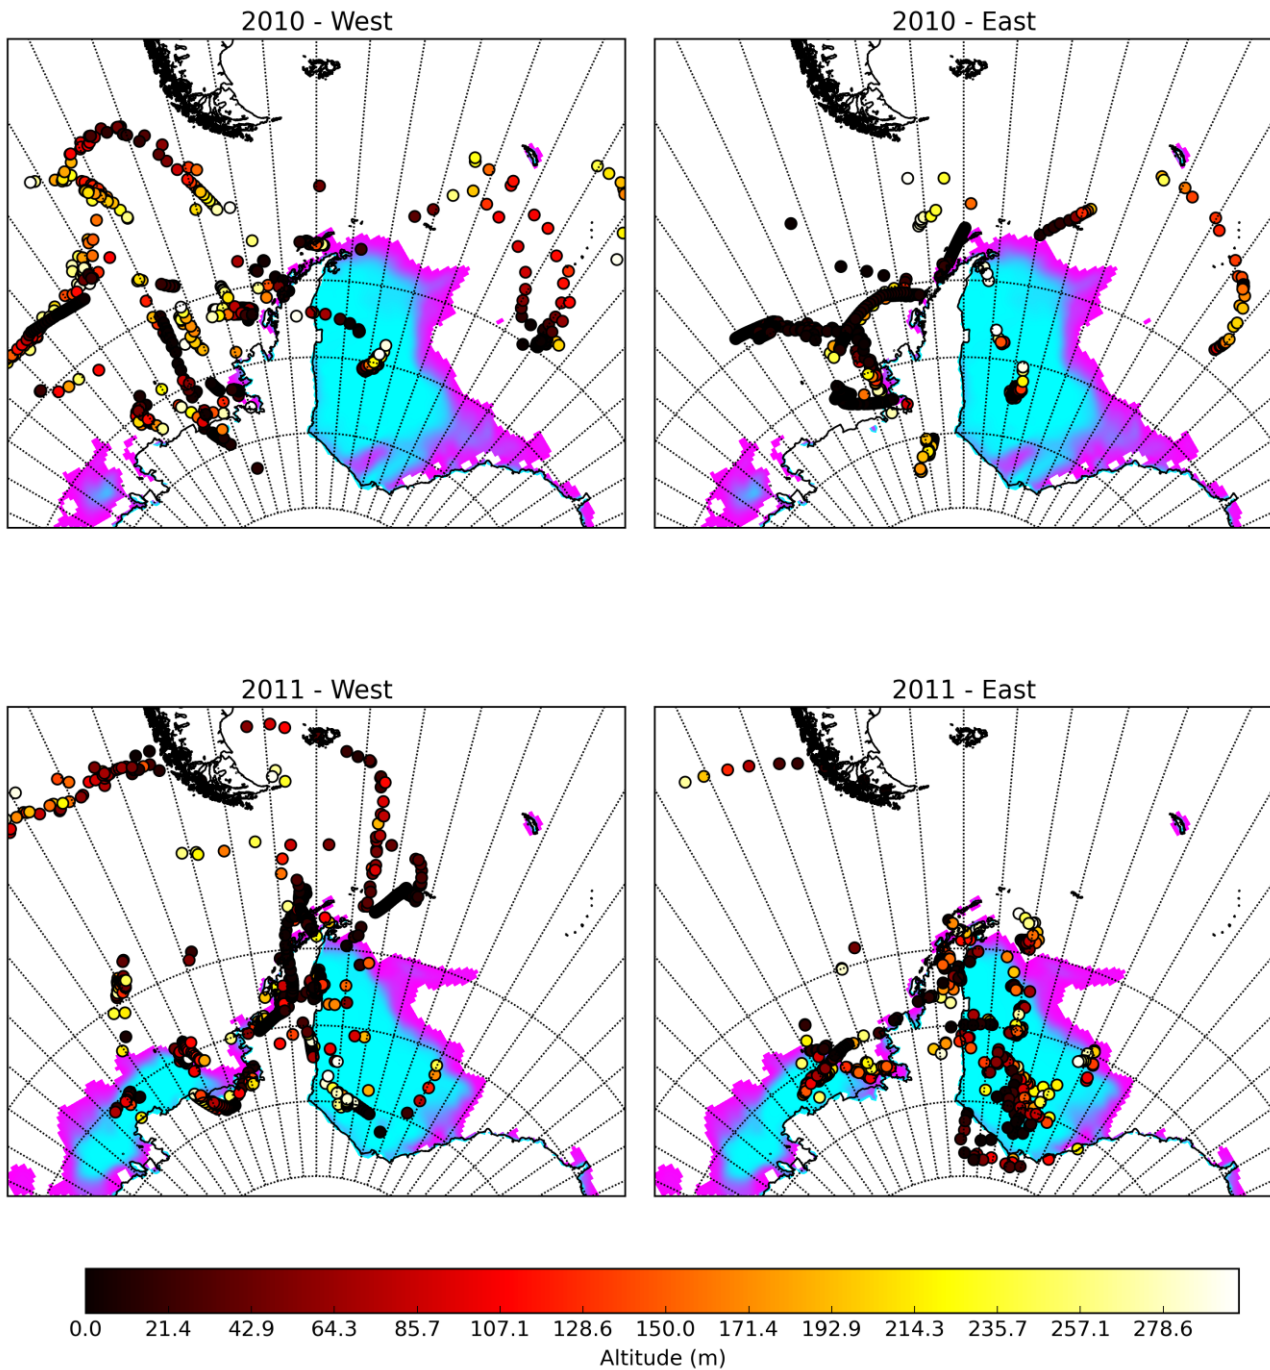 2010 - West
2010 - East
2011 - West
2011 - East
0.0 21.4 42.9 64.3 85.7 107.1 128.6 150.0 171.4 192.9 214.3 235.7 257.1 278.6
Altitude (m)